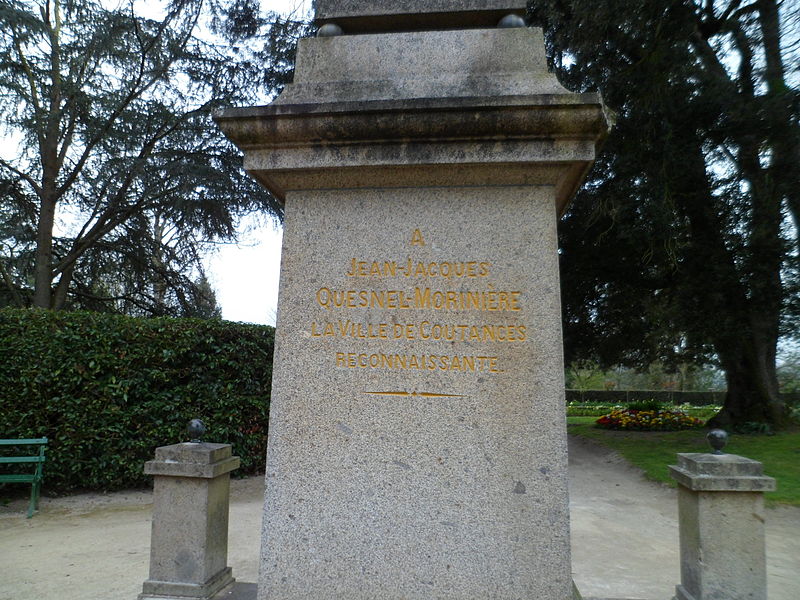 A
JEAN-JACQUES
QUESNEL-MORINIÈRE
LA VILLE DE COUTANCES
RECONNAISSANTE.